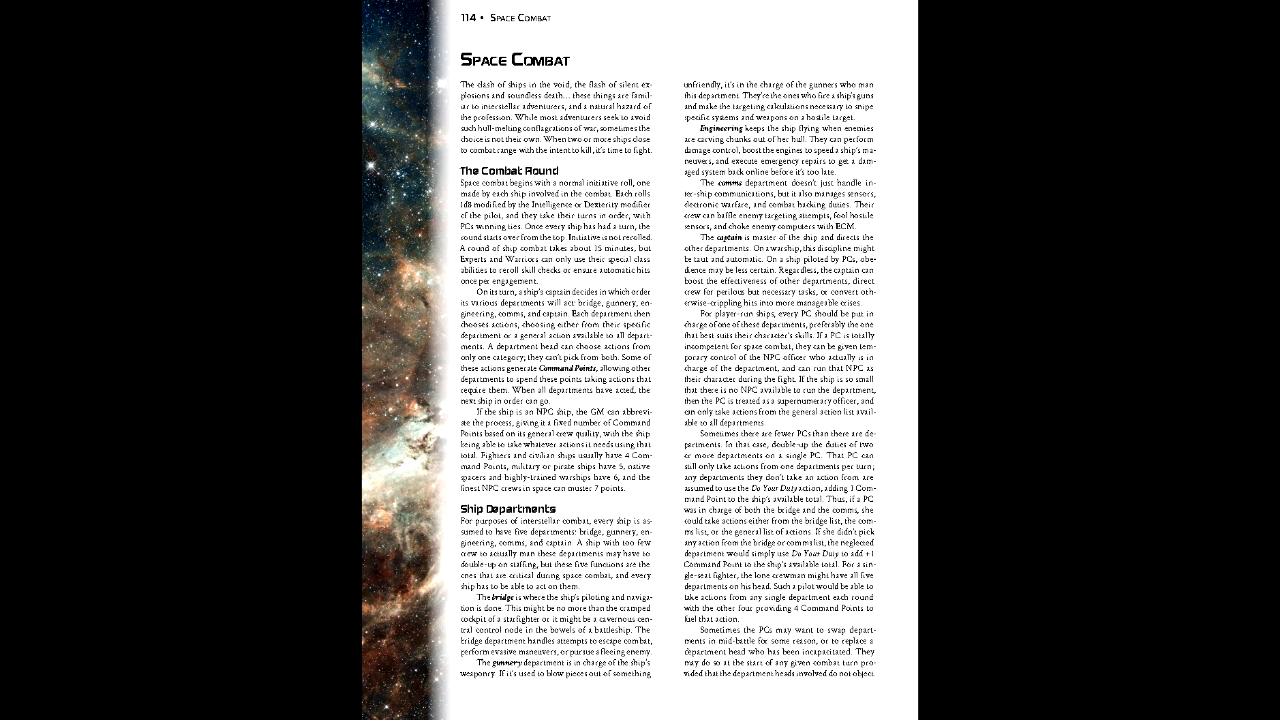 114 • Space Combat
Space Combat
The clash of ships in the void, the flash of silent ex-
plosions and soundless death... these things are famil-
iar to interstellar adventurers, and a natural hazard of
the profession. While most adventurers seek to avoid
such hull-melting conflagrations of war, sometimes the
choice is not their own. When two or more ships close
to combat range with the intent to kill, it's time to fight.
The Combat Round
Space combat begins with a normal initiative roll, one
made by each ship involved in the combat. Each rolls
1d8 modified by the Intelligence or Dexterity modifier
of the pilot, and they take their turns in order, with
PCs winning ties. Once every ship has had a turn, the
round starts over from the top. Initiative is not rerolled.
A round of ship combat takes about 15 minutes, but
Experts and Warriors can only use their special class
abilities to reroll skill checks or ensure automatic hits
once per engagement.
On its turn, a ship's captain decides in which order
its various departments will act: bridge, gunnery, en-
gineering, comms, and captain. Each department then
chooses actions, choosing either from their specific
department or a general action available to all depart-
ments. A department head can choose actions from
only one category; they can't pick from both. Some of
these actions generate Command Points, allowing other
departments to spend these points taking actions that
require them. When all departments have acted, the
next ship in order can go.
If the ship is an NPC ship, the GM can abbrevi-
ate the process, giving it a fixed number of Command
Points based on its general crew quality, with the ship
being able to take whatever actions it needs using that
total. Fighters and civilian ships usually have 4 Com-
mand Points, military or pirate ships have 5, native
spacers and highly-trained warships have 6, and the
finest NPC crews in space can muster 7 points.
Ship Departments
For purposes of interstellar combat, every ship is as-
sumed to have five departments: bridge, gunnery, en-
gineering, comms, and captain. A ship with too few
crew to actually man these departments may have to
double-up on staffing, but these five functions are the
ones that are critical during space combat, and every
ship has to be able to act on them.
The bridge is where the ship's piloting and naviga-
tion is done. This might be no more than the cramped
cockpit of a starfighter or it might be a cavernous cen-
tral control node in the bowels of a battleship. The
bridge department handles attempts to escape combat,
perform evasive maneuvers, or pursue a fleeing enemy.
The gunnery department is in charge of the ship's
weaponry. If it's used to blow pieces out of something
unfriendly, it's in the charge of the gunners who man
this department. They're the ones who fire a ship's guns
and make the targeting calculations necessary to snipe
specific systems and weapons on a hostile target.
Engineering keeps the ship flying when enemies
are carving chunks out of her hull. They can perform
damage control, boost the engines to speed a ship's ma-
neuvers, and execute emergency repairs to get a dam-
aged system back online before it's too late.
The comms department doesn't just handle in-
ter-ship communications, but it also manages sensors,
electronic warfare, and combat hacking duties. Their
crew can baffle enemy targeting attempts, fool hostile
sensors, and choke enemy computers with ECM.
The captain is master of the ship and directs the
other departments. On a warship, this discipline might
be taut and automatic. On a ship piloted by PCs, obe-
dience may be less certain. Regardless, the captain can
boost the effectiveness of other departments, direct
crew for perilous but necessary tasks, or convert oth-
erwise-crippling hits into more manageable crises.
For player-run ships, every PC should be put in
charge of one of these departments, preferably the one
that best suits their character's skills. If a PC is totally
incompetent for space combat, they can be given tem-
porary control of the NPC officer who actually is in
charge of the department, and can run that NPC as
their character during the fight. If the ship is so small
that there is no NPC available to run the department,
then the PC is treated as a supernumerary officer, and
can only take actions from the general action list avail-
able to all departments.
Sometimes there are fewer PCs than there are de-
partments. In that case, double-up the duties of two
or more departments on a single PC. That PC can
still only take actions from one departments per turn;
any departments they don't take an action from are
assumed to use the Do Your Duty action, adding 1 Com-
mand Point to the ship's available total. Thus, if a PC
was in charge of both the bridge and the comms, she
could take actions either from the bridge list, the com-
ms list, or the general list of actions. If she didn't pick
any action from the bridge or comms list, the neglected
department would simply use Do Your Duty to add +1
Command Point to the ship's available total. For a sin-
gle-seat fighter, the lone crewman might have all five
departments on his head. Such a pilot would be able to
take actions from any single department each round
with the other four providing 4 Command Points to
fuel that action.
Sometimes the PCs may want to swap depart-
ments in mid-battle for some reason, or to replace a
department head who has been incapacitated. They
may do so at the start of any given combat turn pro-
vided that the department heads involved do not object.